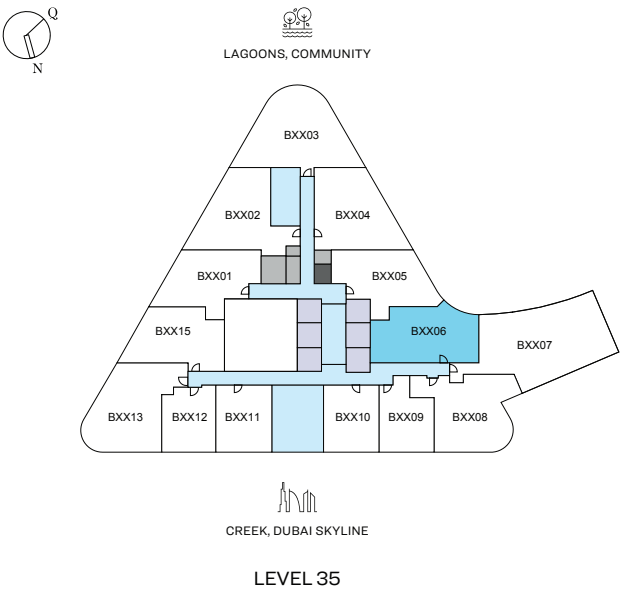 Q
N
LAGOONS, COMMUNITY
BXX03
BXX02
BXX04
BXX01
BXX05
BXX15
BXX06
BXX07
BXX13
BXX12
BXX11
BXX10
BXX09
BXX08
CREEK, DUBAI SKYLINE
LEVEL 35